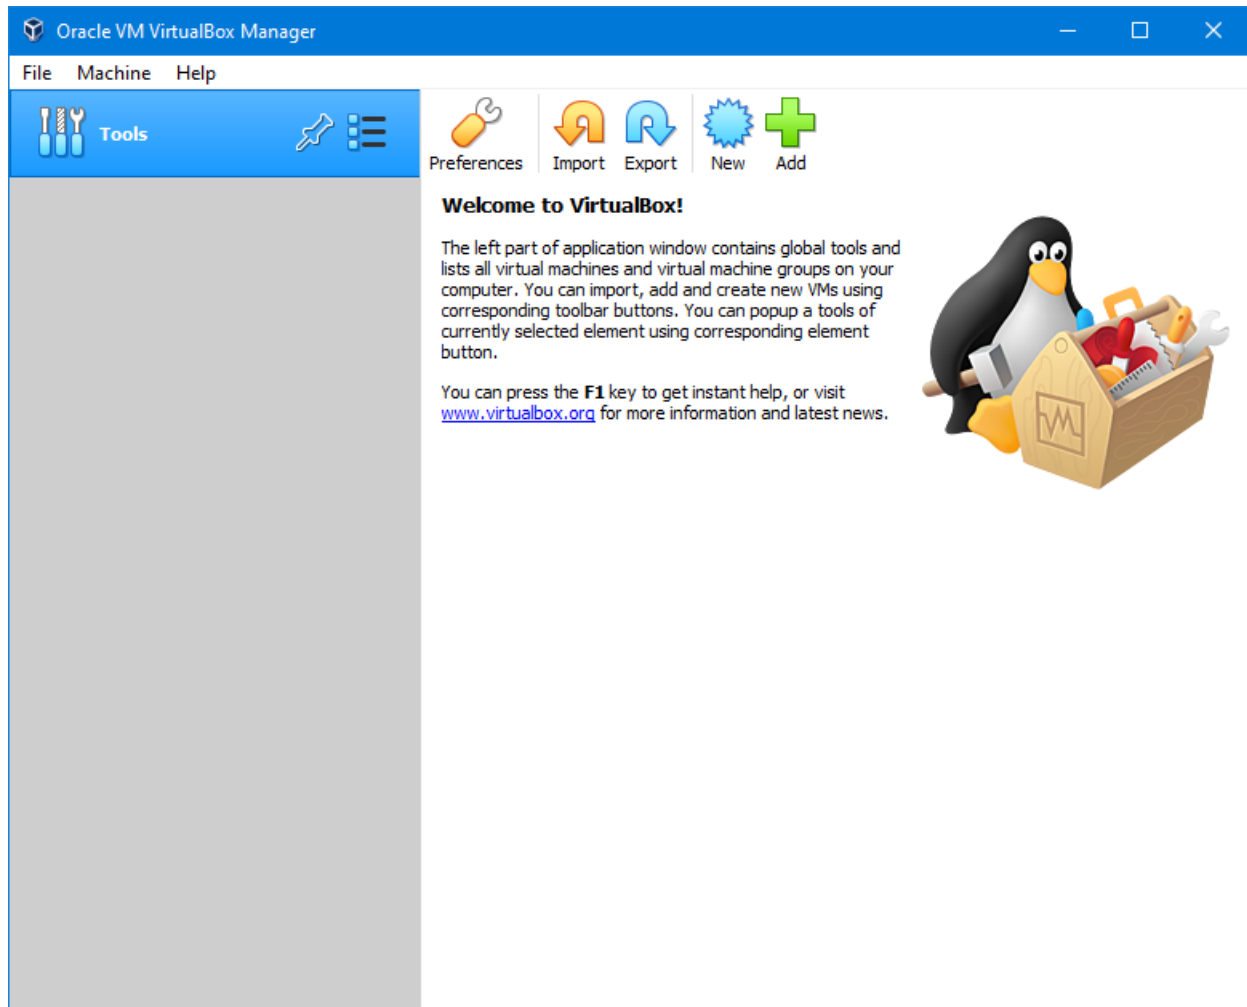 Oracle VM VirtualBox Manager
File Machine Help
Tools
Preferences Import Export New Add
Welcome to VirtualBox!
The left part of application window contains global tools and
lists all virtual machines and virtual machine groups on your
computer. You can import, add and create new VMs using
corresponding toolbar buttons. You can popup a tools of
currently selected element using corresponding element
button.
You can press the F1 key to get instant help, or visit
www.virtualbox.org for more information and latest news.